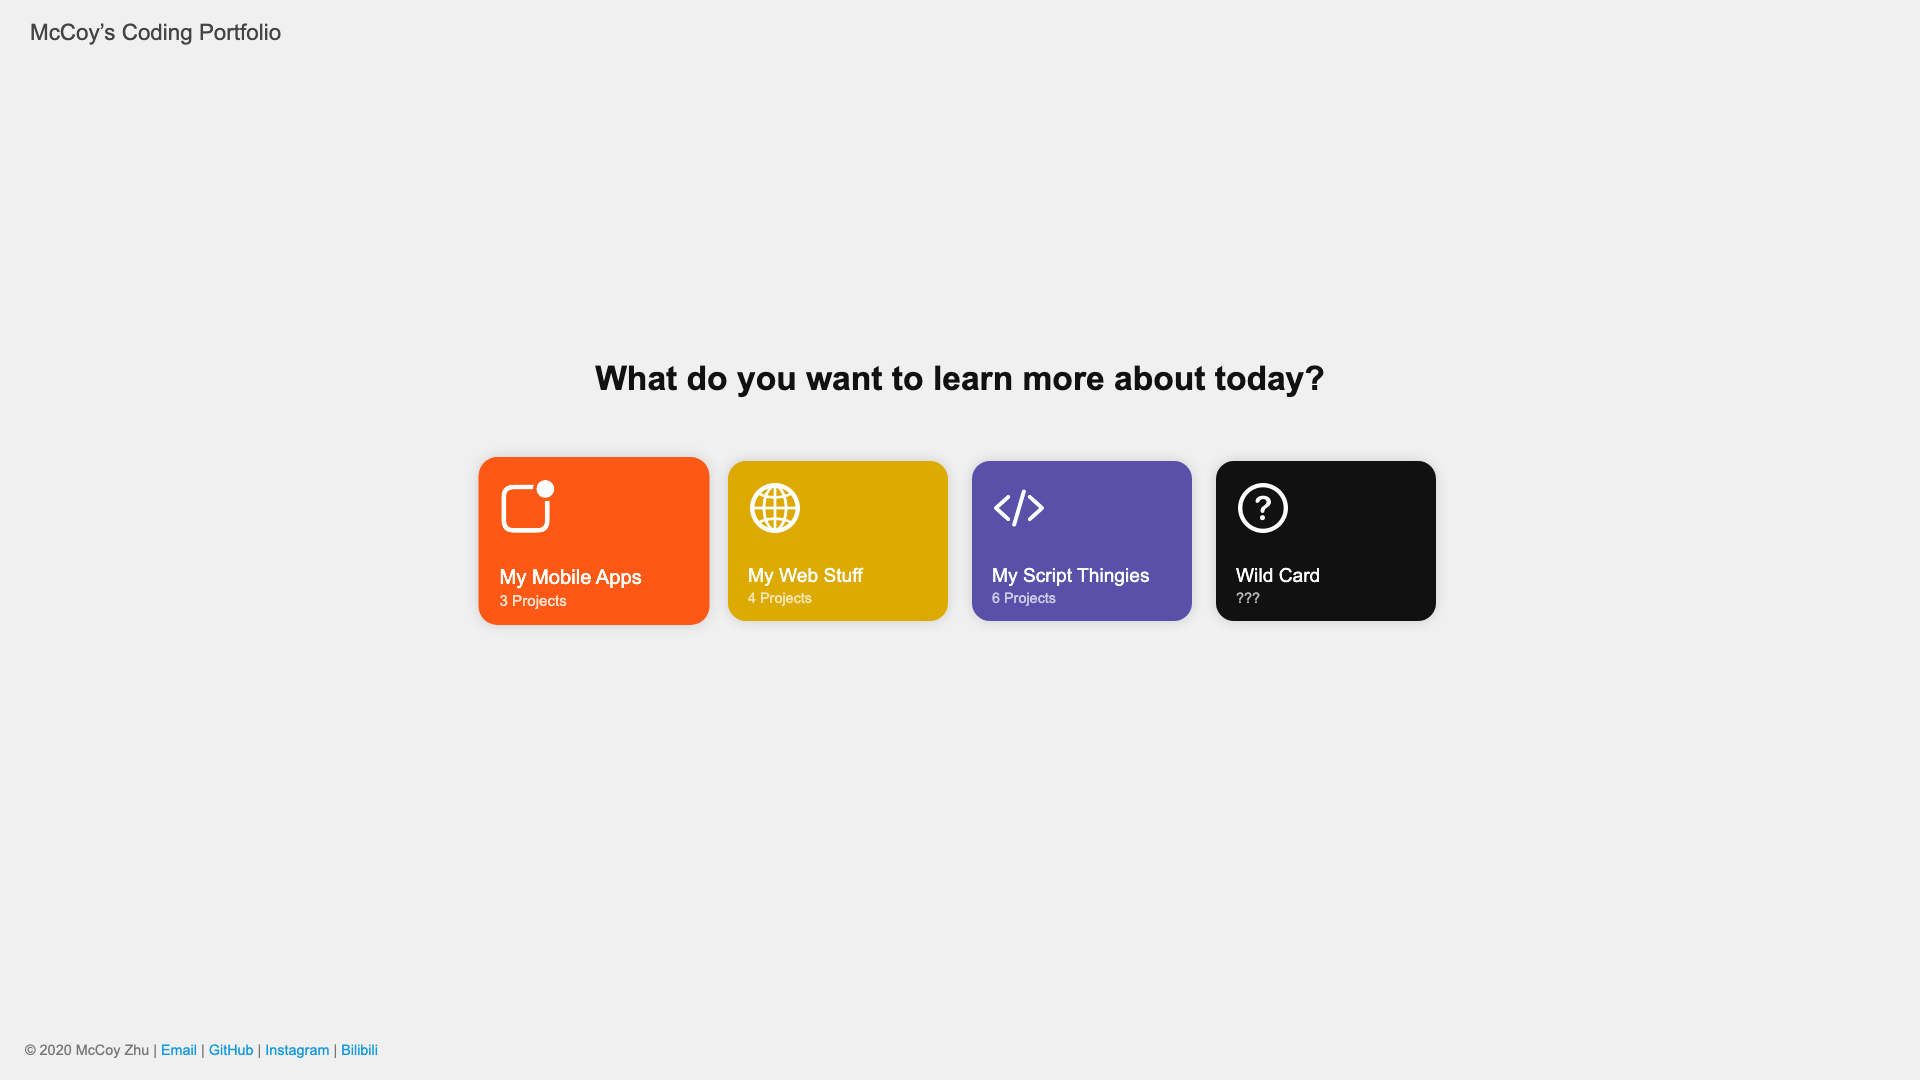 McCoy’s Coding Portfolio
What do you want to learn more about today?
My Mobile Apps
3 Projects
My Web Stuff
4 Projects
My Script Thingies
6 Projects
Wild Card
???
© 2020 McCoy Zhu | Email | GitHub | Instagram | Bilibili